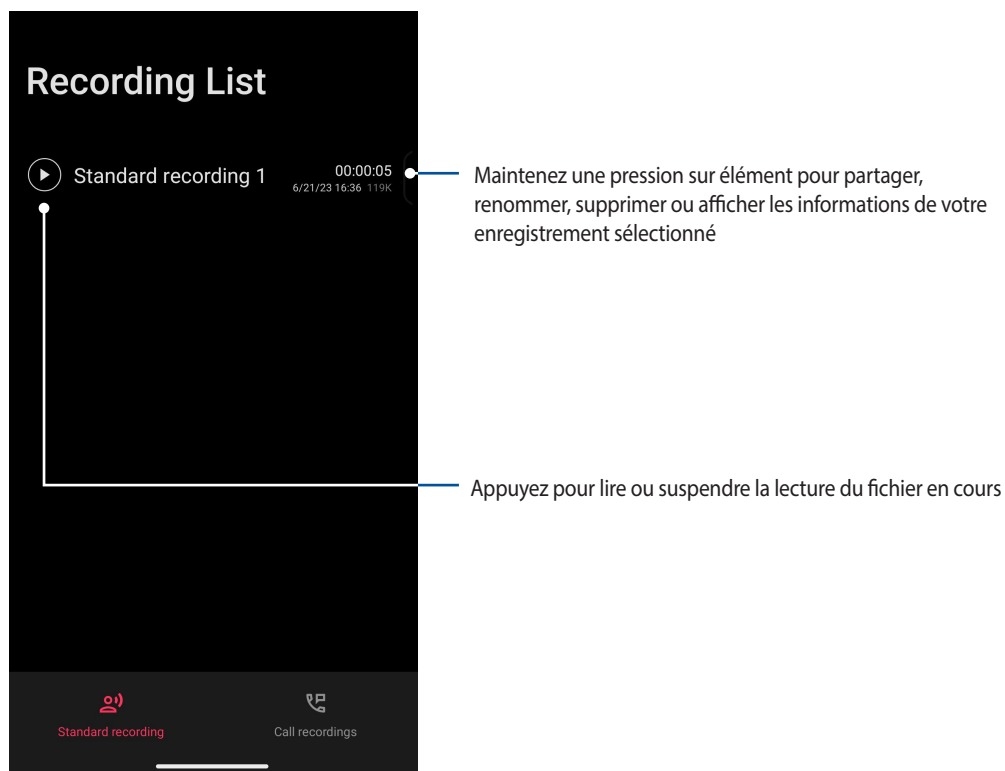 Recording List
Standard recording 1
00:00:05
6/21/23 16:36 119K
Maintenez une pression sur élément pour partager,
renommer, supprimer ou afficher les informations de votre
enregistrement sélectionné
Appuyez pour lire ou suspendre la lecture du fichier en cours
Standard recording
Call recordings